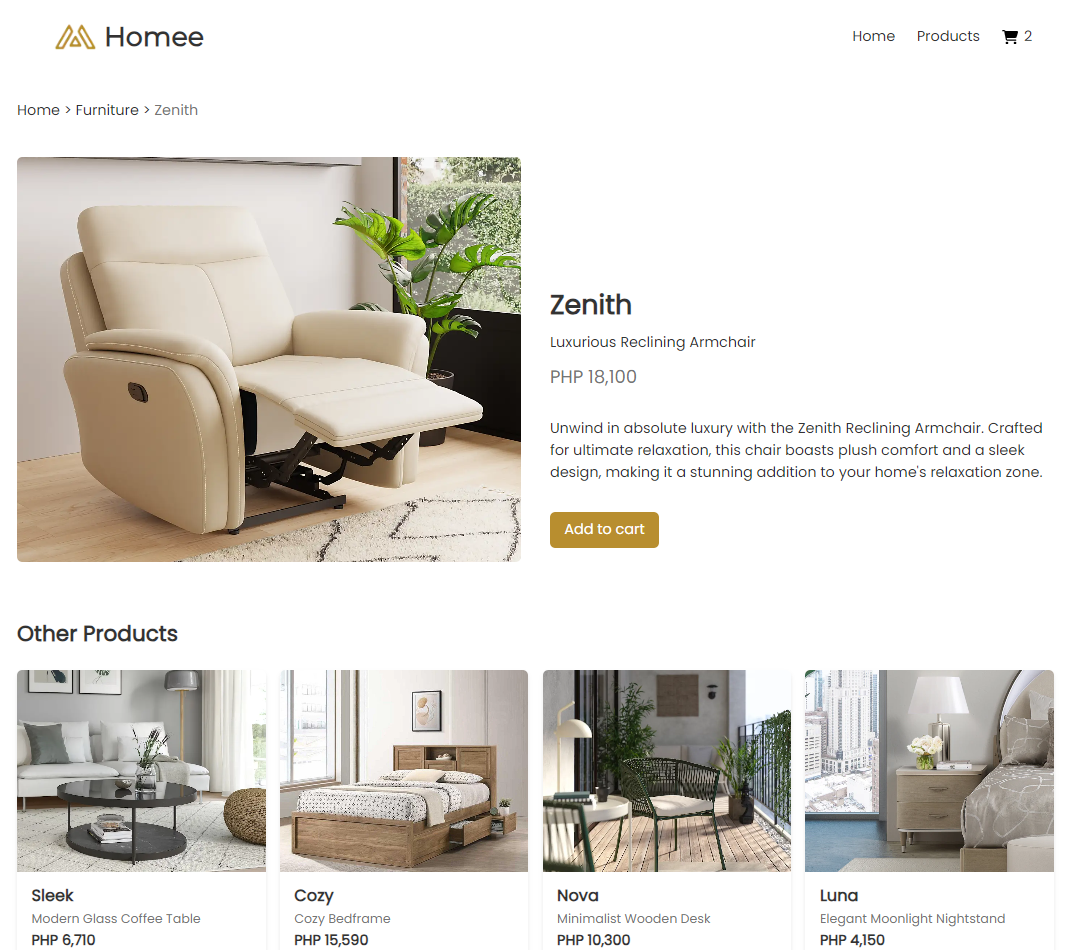 Homee
Home
Products
2
Home > Furniture > Zenith
Zenith
Luxurious Reclining Armchair
PHP 18,100
Unwind in absolute luxury with the Zenith Reclining Armchair. Crafted
for ultimate relaxation, this chair boasts plush comfort and a sleek
design, making it a stunning addition to your home's relaxation zone.
Add to cart
Other Products
Sleek
Modern Glass Coffee Table
PHP 6,710
Cozy
Cozy Bedframe
PHP 15,590
Nova
Minimalist Wooden Desk
PHP 10,300
Luna
Elegant Moonlight Nightstand
PHP 4,150